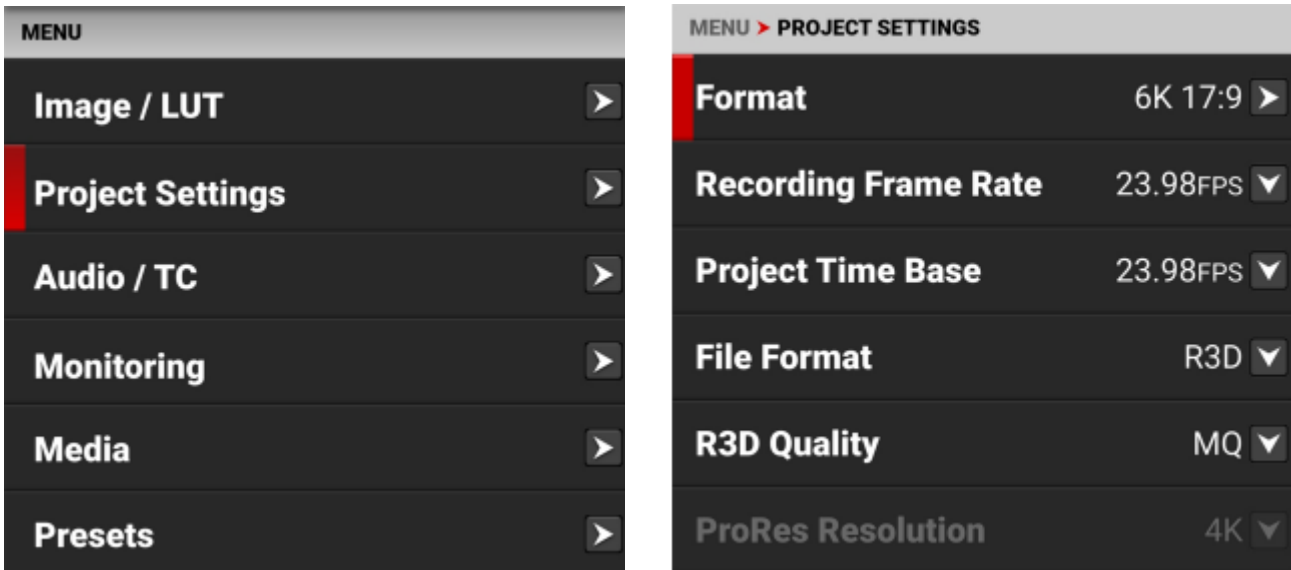 MENU
Image / LUT
Project Settings
Audio / TC
Monitoring
Media
Presets
MENU ➤ PROJECT SETTINGS
Format 6K 17:9
Recording Frame Rate 23.98FPS
Project Time Base 23.98FPS
File Format R3D
R3D Quality MQ
ProRes Resolution 4K